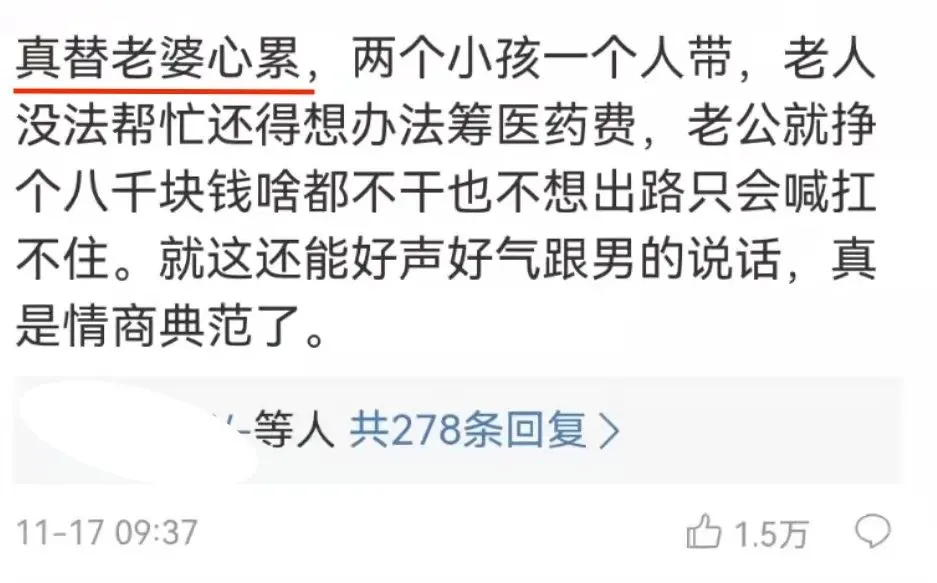 真替老婆心累，两个小孩一个人带，老人
没法帮忙还得想办法筹医药费，老公就挣
个八千块钱啥都不干也不想出路只会喊扛
不住。就这还能好声好气跟男的说话，真
是情商典范了。
等人 共278条回复>
11-17 09:37 1.5万